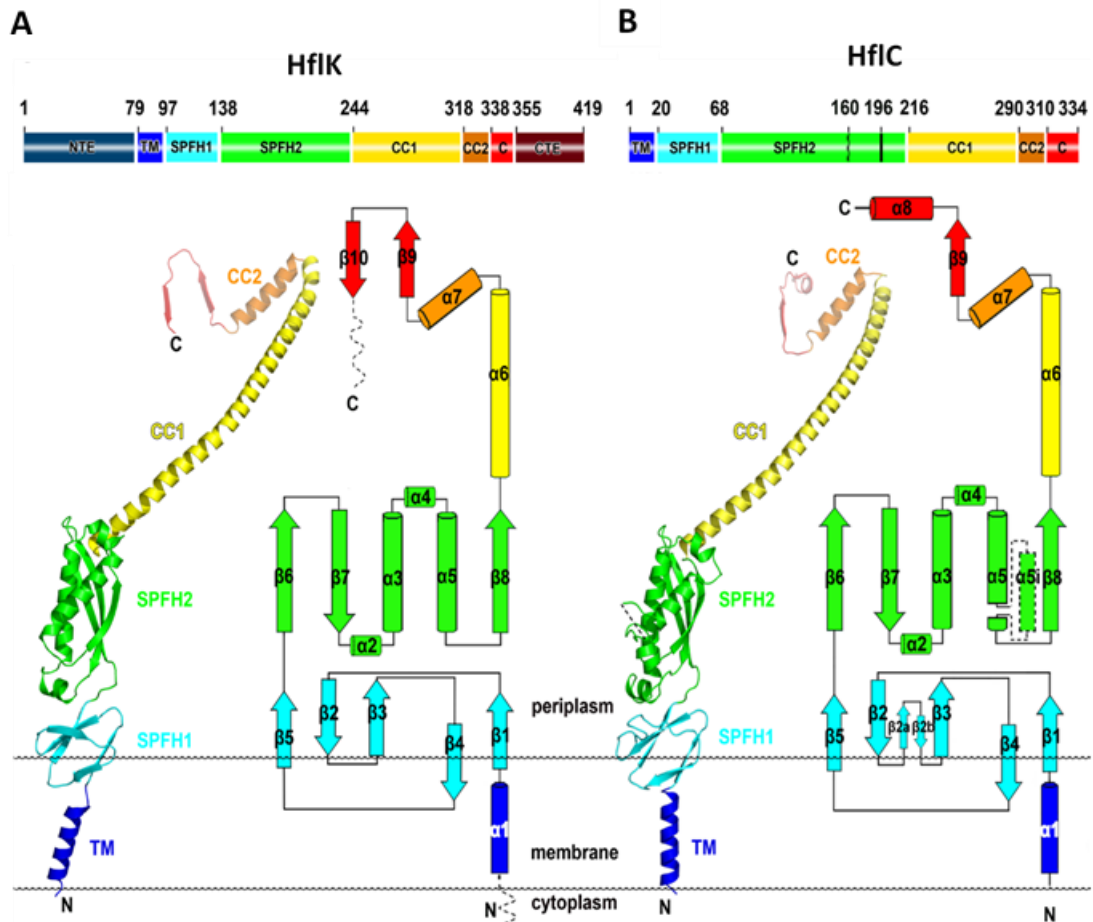 A
B
HflK
HflC
1 79 97 138 244 318 338 355 419
1 20 68 160 196 216 290 310 334
NTE TM SPFH1 SPFH2 CC1 CC2 C CTE
TM SPFH1 SPFH2 CC1 CC2 C
C α8
β10 β9 β9
CC2 C CC2
α7 α7
C
α6 α6
C
CC1 CC1
α4 α4
β6 β7 α3 α5 β8
β6 β7 α3 α5 α5i β8
SPFH2 SPFH2
α2 α2
periplasm
β5 β2 β3 β4 β1
β5 β2 β2a β2b β3 β4 β1
SPFH1 SPFH1
α1 α1
TM TM
membrane
N N cytoplasm N N